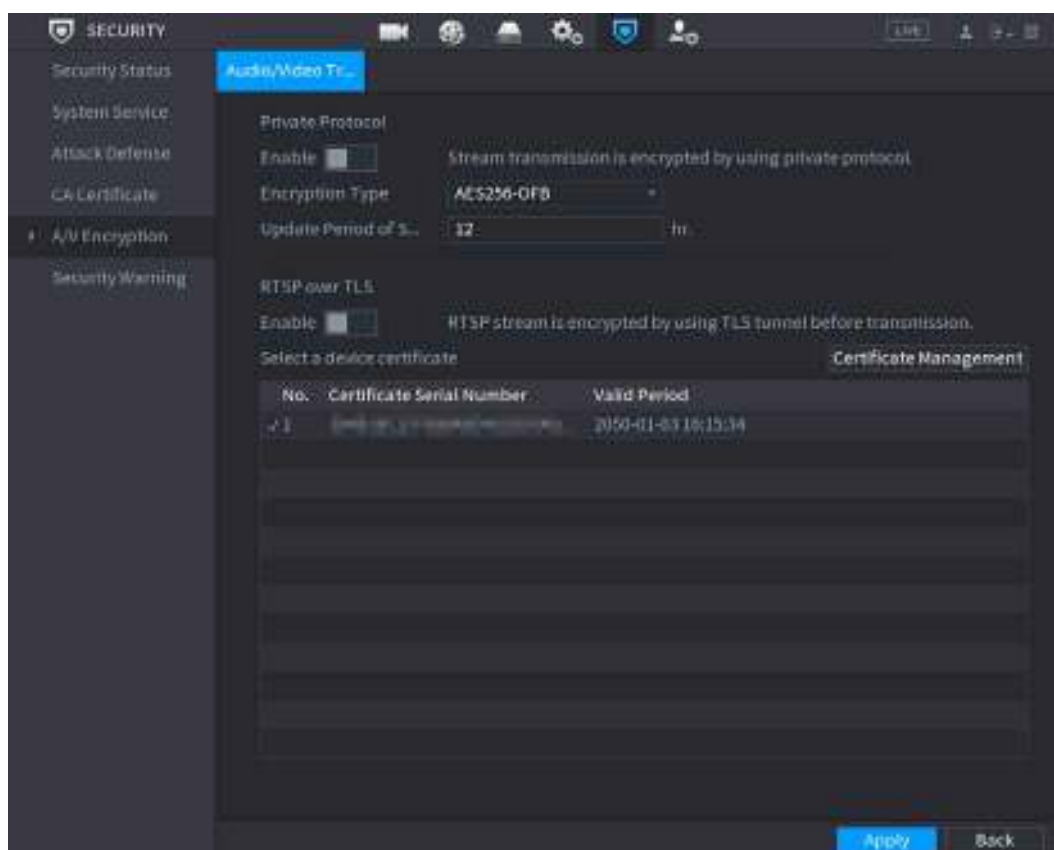 SECURITY
LIVE
Security Status
Audio/Video Tr...
System Service
Private Protocol
Attack Defense
Enable
Stream transmission is encrypted by using private protocol.
CA Certificate
Encryption Type
AES256-OFB
A/V Encryption
Update Period of S...
12
hr.
Security Warning
RTSP over TLS
Enable
RTSP stream is encrypted by using TLS tunnel before transmission.
Select a device certificate
Certificate Management
No. Certificate Serial Number Valid Period
1 2050-01-03 16:15:34
Apply
Back